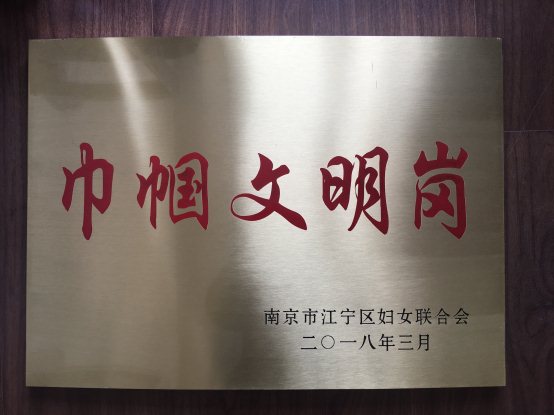 巾帼文明岗
南京市江宁区妇女联合会
二〇一八年三月